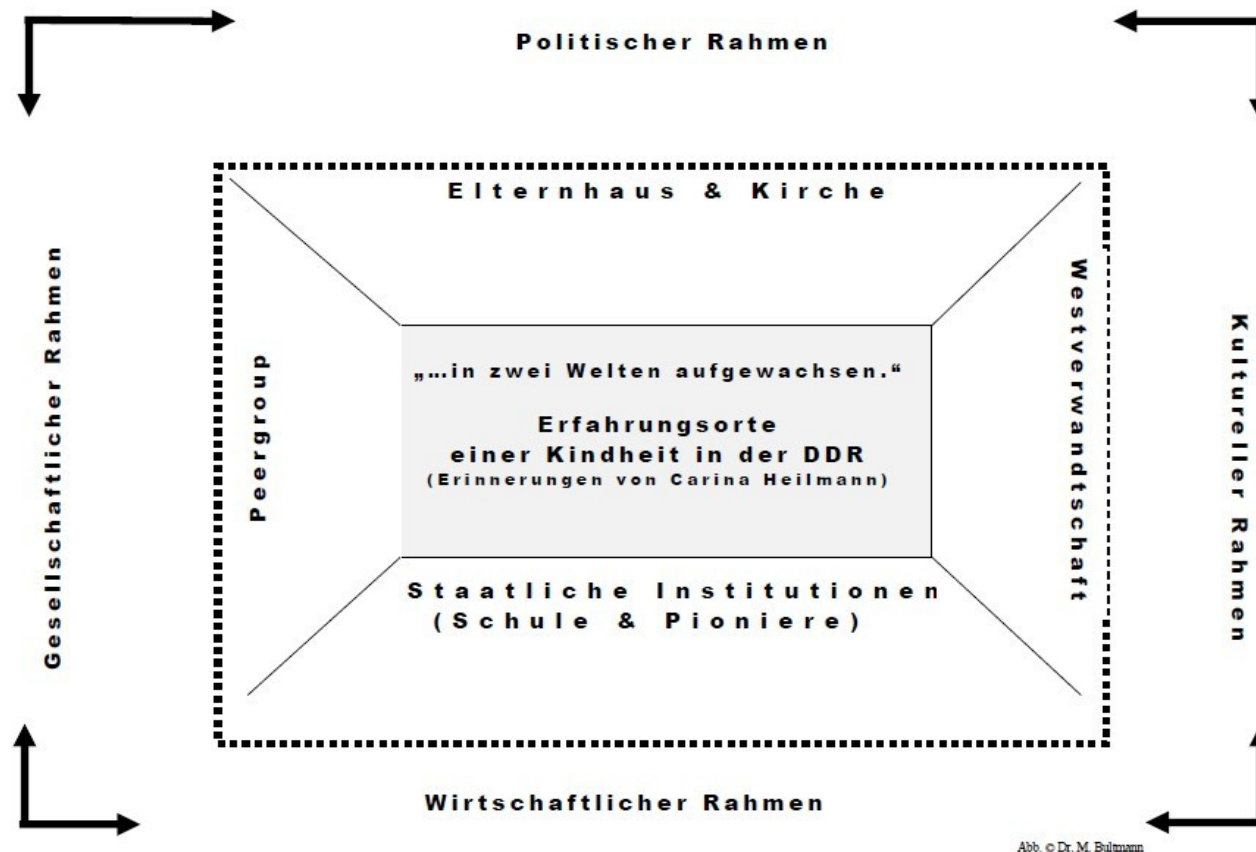 Politischer Rahmen
Elternhaus & Kirche
Gesellschaftlicher Rahmen
Peergroup
„...in zwei Welten aufgewachsen.“
Erfahrungsorte
einer Kindheit in der DDR
(Erinnerungen von Carina Heilmann)
Westverwandtschaft
Kultureller Rahmen
Staatliche Institutionen
(Schule & Pioniere)
Wirtschaftlicher Rahmen
Abb. © Dr. M. Bultmann